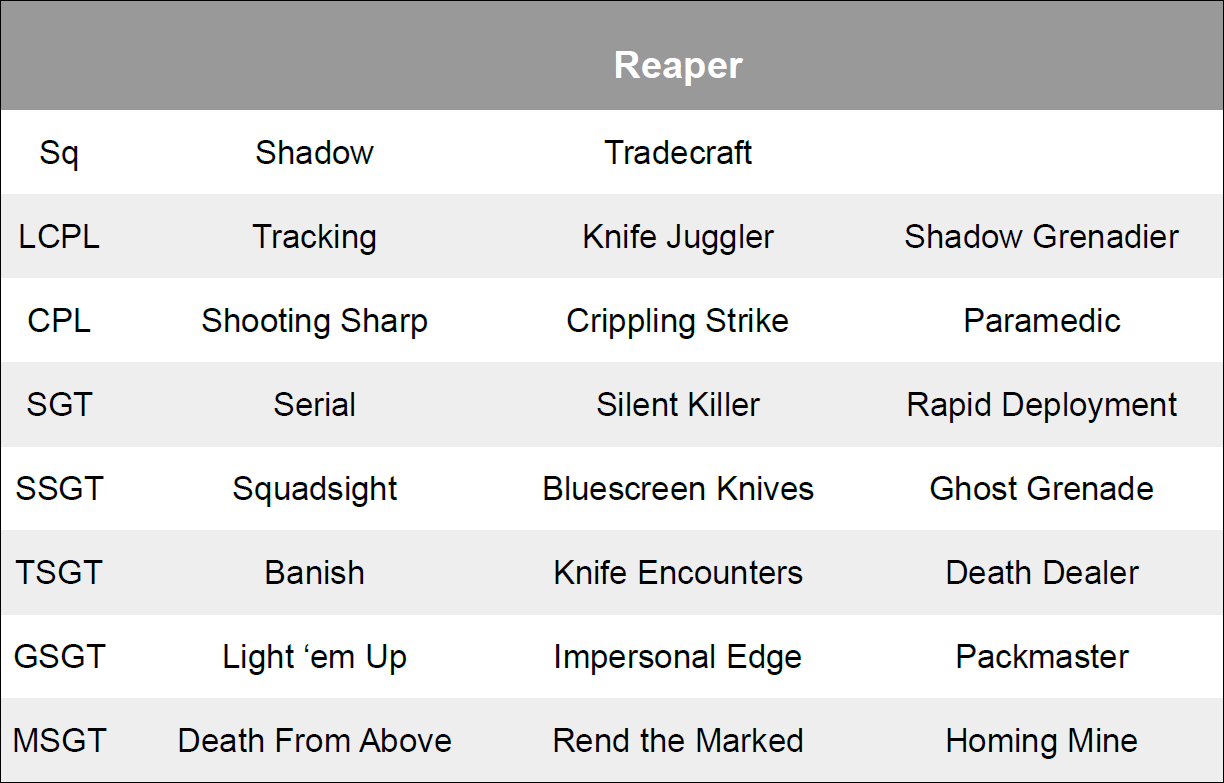 Reaper
Sq Shadow Tradecraft
LCPL Tracking Knife Juggler Shadow Grenadier
CPL Shooting Sharp Crippling Strike Paramedic
SGT Serial Silent Killer Rapid Deployment
SSGT Squadsight Bluescreen Knives Ghost Grenade
TSGT Banish Knife Encounters Death Dealer
GSGT Light ‘em Up Impersonal Edge Packmaster
MSGT Death From Above Rend the Marked Homing Mine